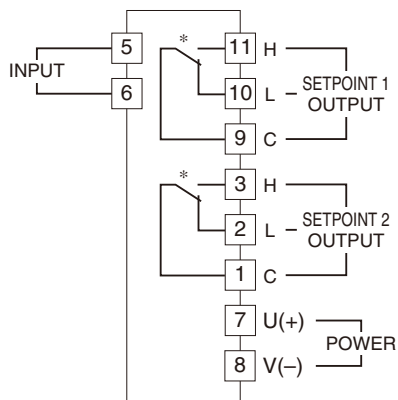 5
6
INPUT
*
11 H
10 L
9 C
SETPOINT 1
OUTPUT
*
3 H
2 L
1 C
SETPOINT 2
OUTPUT
7 U(+)
8 V(–)
POWER